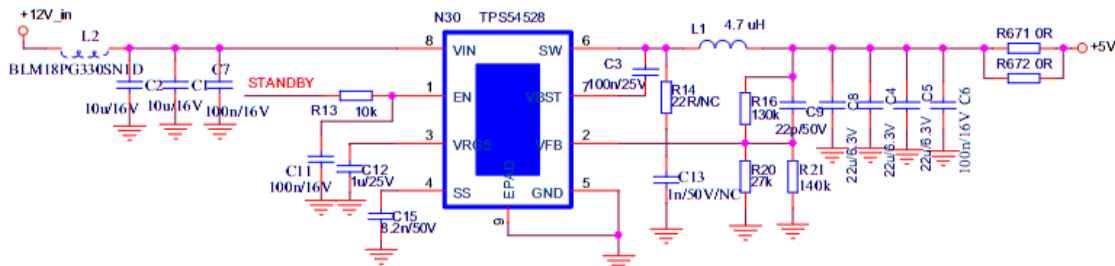 +12V_in
L2
BLM18PG330SN1D
C2
10u/16V
C1
10u/16V
C7
100n/16V
STANDBY
R13
10k
C11
100n/16V
C12
1u/25V
C15
8.2n/50V
N30 TPS54528
8 VIN
1 EN
3 VRG5
4 SS
EPAD
9
SW 6
VBST 7
VFB 2
GND 5
C3
100n/25V
L1 4.7 uH
R14
22R/NC
C13
1n/50V/NC
R16
130k
R20
27k
R21
140k
C9
22p/50V
C8
22u/6.3V
C4
22u/6.3V
C5
22u/6.3V
C6
100n/16V
R671 0R
R672 0R
+5V